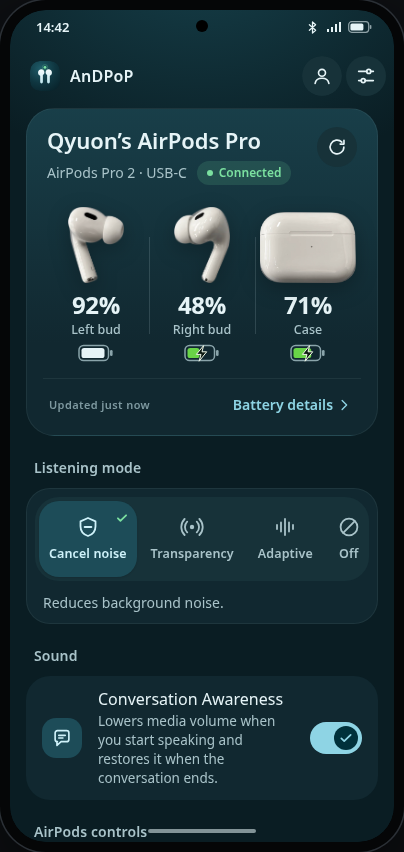 14:42
AnDPoP
Qyuon’s AirPods Pro
AirPods Pro 2 · USB-C
Connected
92%
48%
71%
Left bud
Right bud
Case
Updated just now
Battery details
Listening mode
Cancel noise
Transparency
Adaptive
Off
Reduces background noise.
Sound
Conversation Awareness
Lowers media volume when
you start speaking and
restores it when the
conversation ends.
AirPods controls